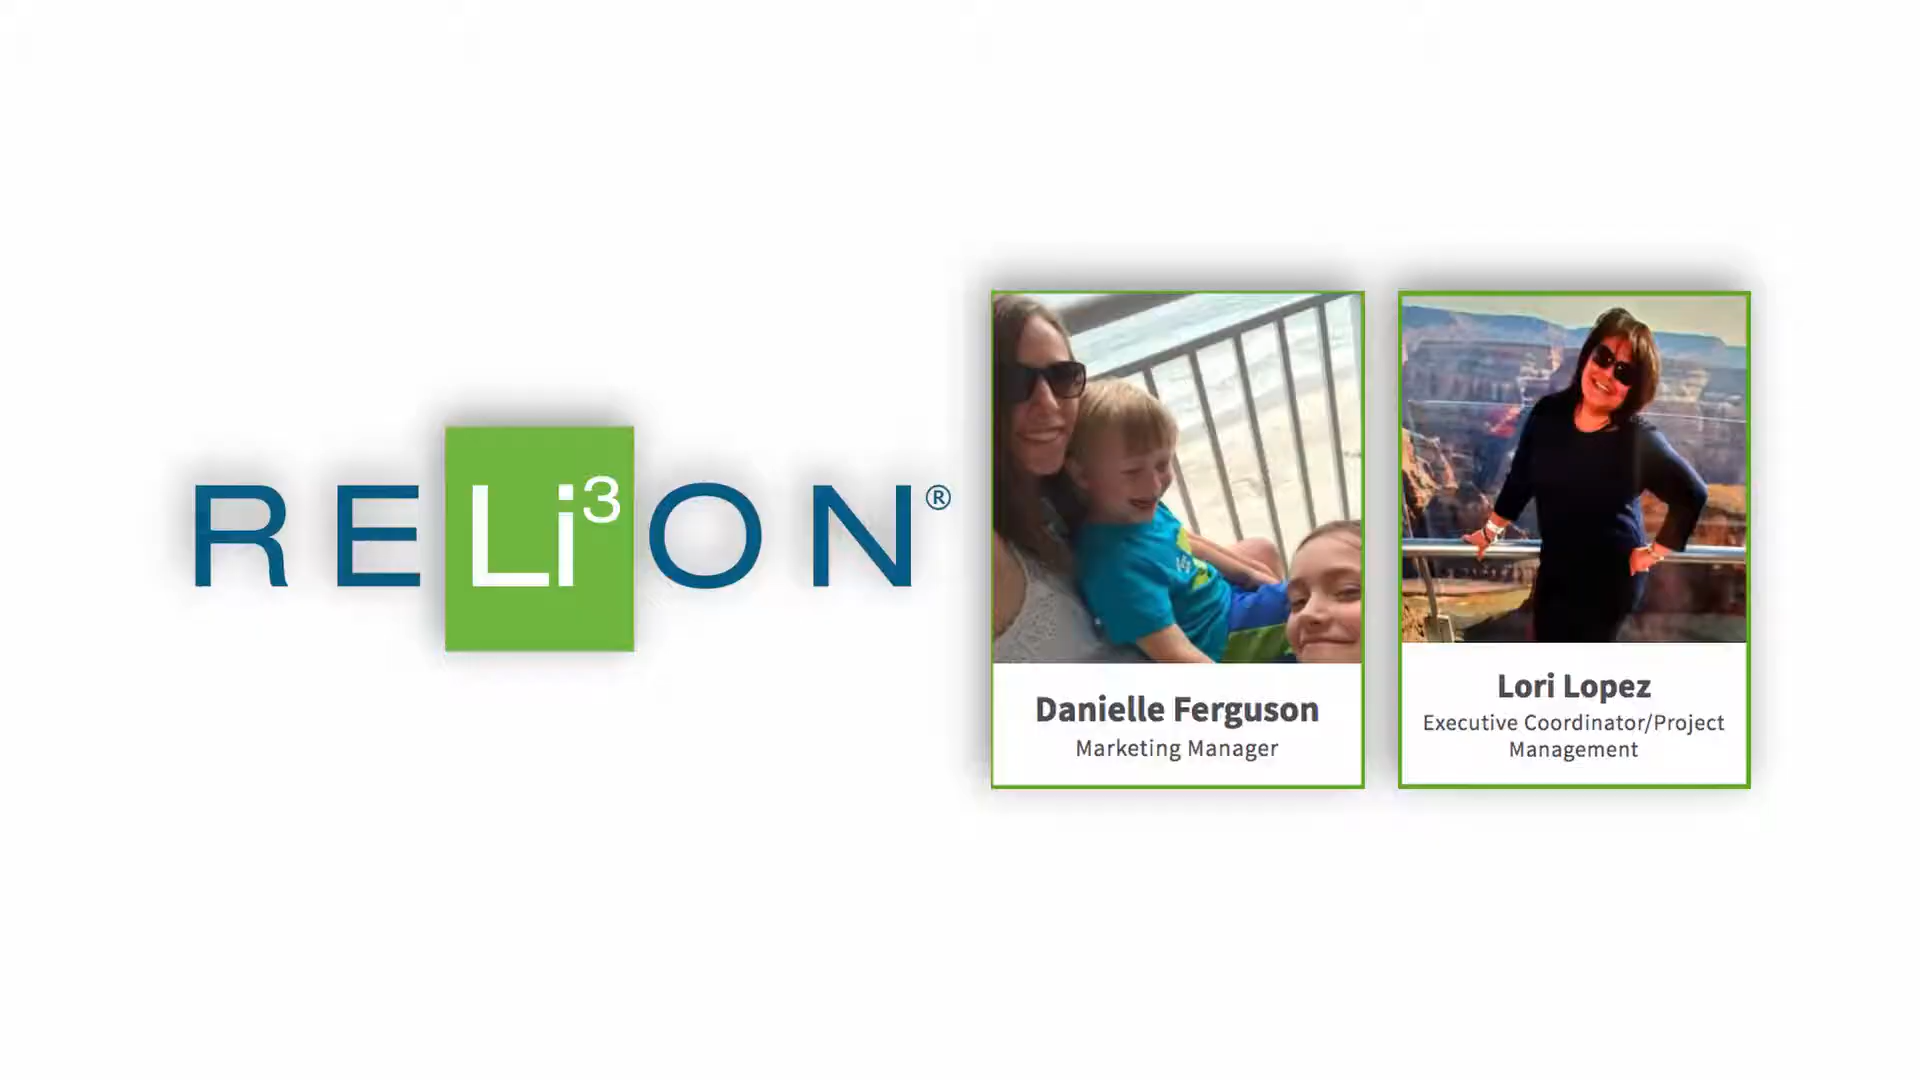 RELi³ON®
Danielle Ferguson
Marketing Manager
Lori Lopez
Executive Coordinator/Project
Management